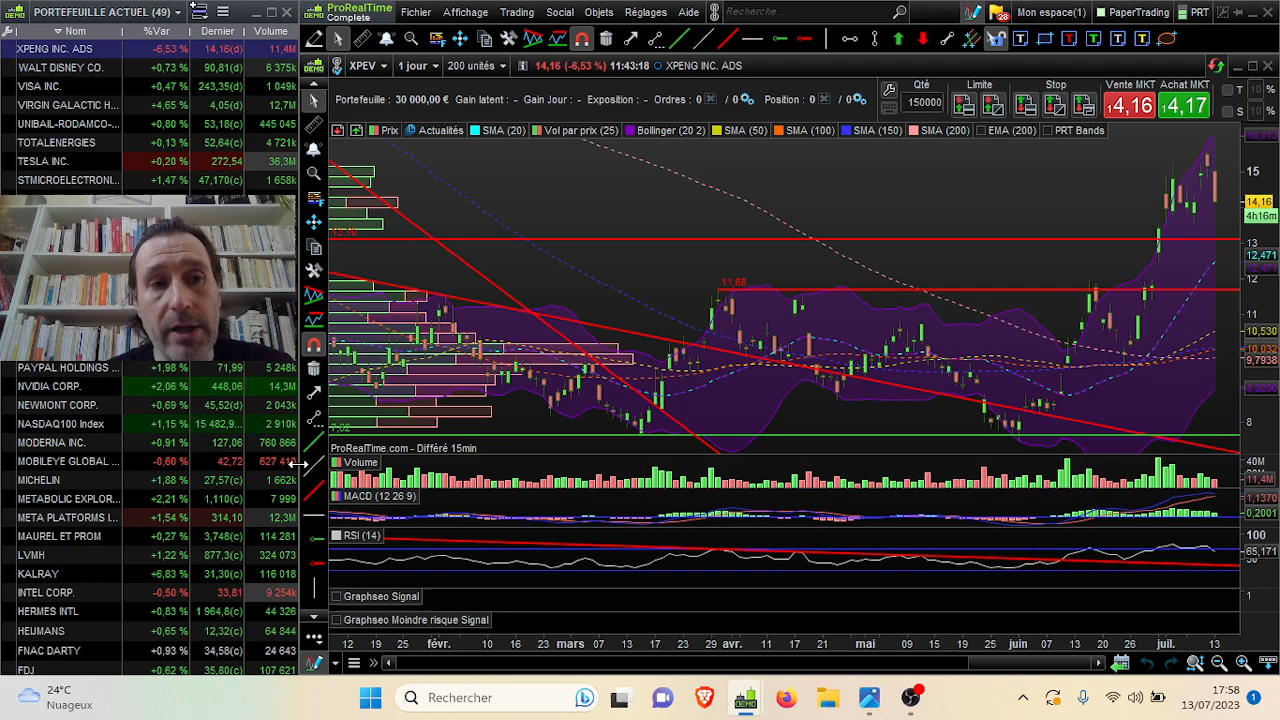 PORTEFEUILLE ACTUEL (49)
Nom %Var Dernier Volume
XPENG INC. ADS -6,53 % 14,16(d) 11,4M
WALT DISNEY CO. +0,73 % 90,81(d) 6 375k
VISA INC. +0,47 % 243,35(d) 1 049k
VIRGIN GALACTIC H... +4,65 % 4,05(d) 12,7M
UNIBAIL-RODAMCO-... +0,80 % 53,18(c) 445 045
TOTALENERGIES +0,13 % 52,64(c) 4 721k
TESLA INC. +0,20 % 272,54 36,3M
STMICROELECTRONI... +1,47 % 47,170(c) 1 658k
PAYPAL HOLDINGS ... +1,98 % 71,99 5 248k
NVIDIA CORP. +2,06 % 448,06 14,3M
NEWMONT CORP. +0,69 % 45,52(d) 2 043k
NASDAQ100 Index +1,15 % 15 482,9... 2 910k
MODERNA INC. +0,91 % 127,06 760 866
MOBILEYE GLOBAL ... -0,60 % 42,72 627 412
MICHELIN +1,88 % 27,57(c) 1 662k
METABOLIC EXPLOR... +2,21 % 1,110(c) 7 999
META PLATFORMS I... +1,54 % 314,10 12,3M
MAUREL ET PROM +0,27 % 3,748(c) 114 281
LVMH +1,22 % 877,3(c) 324 073
KALRAY +6,83 % 31,30(c) 116 018
INTEL CORP. -0,50 % 33,81 9 254k
HERMES INTL +0,83 % 1 964,8(c) 44 326
HEUMANS +0,65 % 12,32(c) 64 844
FNAC DARTY +0,93 % 34,58(c) 24 643
FDJ +0,62 % 35,80(c) 107 621
DEMO
ProRealTime
Complete
Fichier Affichage Trading Social Objets Réglages Aide Recherche... 28 Mon espace(1) PaperTrading PRT
DEMO XPEV 1 jour 200 unités 14,16 (-6,53 %) 11:43:18 XPENG INC. ADS
Portefeuille : 30 000,00 € Gain latent : - Gain Jour : - Exposition : - Ordres : 0 /0 Position : 0 /0
Qté Limite Stop Vente MKT Achat MKT
150000 14,16 14,17
T 10 %
S 10 %
Prix Actualités SMA (20) Vol par prix (25) Bollinger (20 2) SMA (50) SMA (100) SMA (150) SMA (200) EMA (200) PRT Bands
15
14,16
4h16m
13,10
13
12,471
12
11,68
11
10,530
10,032
9,7938
8
7,02
ProRealTime.com - Différé 15min
Volume
40M
11,4M
MACD (12 26 9)
1,1370
0,2001
RSI (14)
100
65,171
Graphseo Signal
1
Graphseo Moindre risque Signal
12 19 26 févr. 10 16 23 mars 09 15 23 29 avr. 11 17 21 mai 09 15 19 25 juin 07 13 20 26 juil. 13
24°C
Nuageux
Rechercher
DEMO
17:58
13/07/2023
1